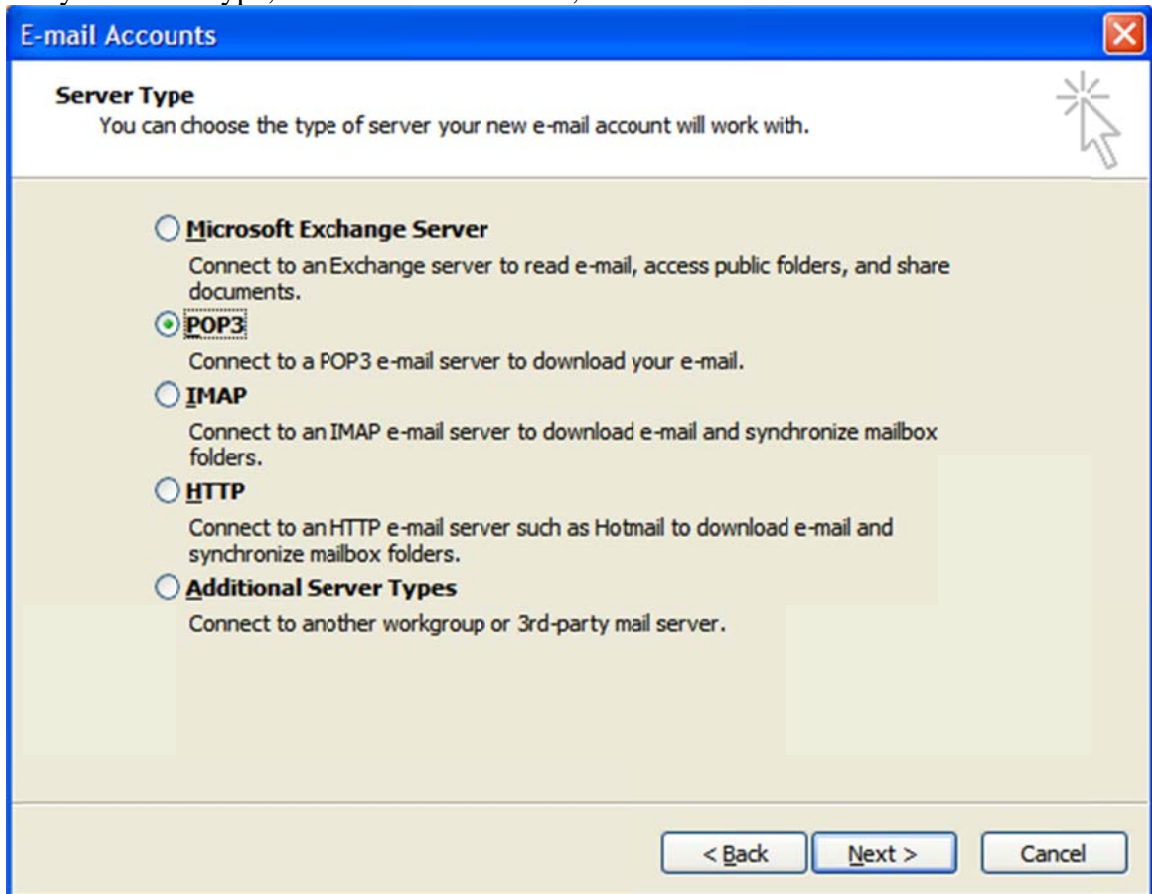 E-mail Accounts
Server Type
You can choose the type of server your new e-mail account will work with.
Microsoft Exchange Server
Connect to an Exchange server to read e-mail, access public folders, and share
documents.
POP3
Connect to a POP3 e-mail server to download your e-mail.
IMAP
Connect to an IMAP e-mail server to download e-mail and synchronize mailbox
folders.
HTTP
Connect to an HTTP e-mail server such as Hotmail to download e-mail and
synchronize mailbox folders.
Additional Server Types
Connect to another workgroup or 3rd-party mail server.
< Back Next > Cancel